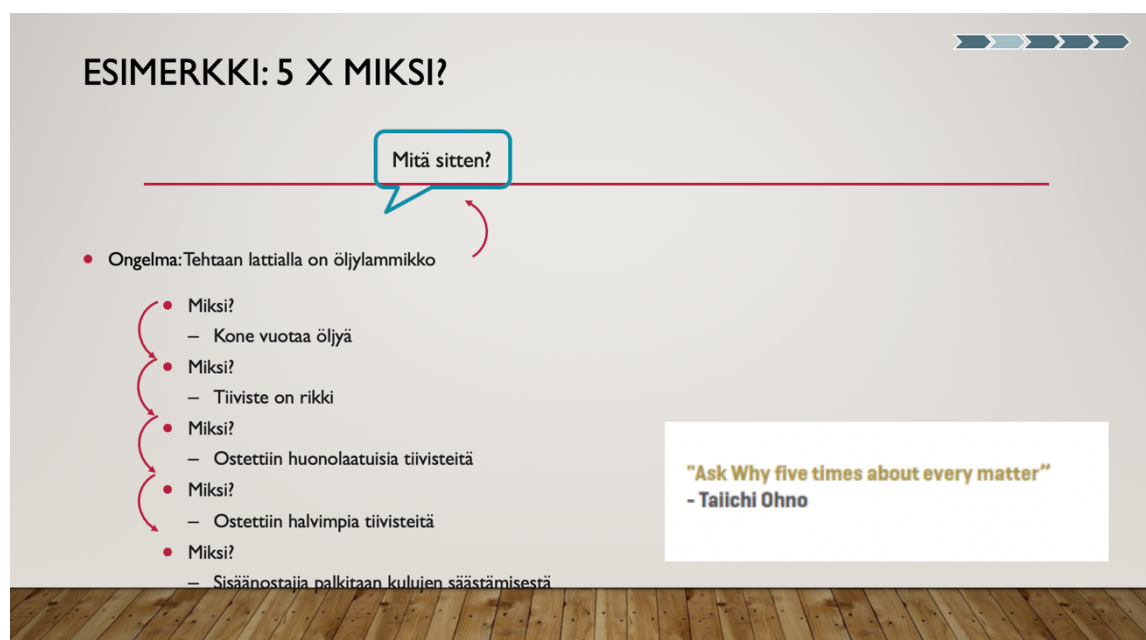 ESIMERKKI: 5 X MIKSI?
Mitä sitten?
Ongelma: Tehtaan lattialla on öljylammikko
Miksi?
– Kone vuotaa öljyä
Miksi?
– Tiiviste on rikki
Miksi?
– Ostettiin huonolaatuisia tiivisteitä
Miksi?
– Ostettiin halvimpia tiivisteitä
Miksi?
– Sisäänostajia palkitaan kulujen säästämisestä
"Ask Why five times about every matter”
- Taiichi Ohno